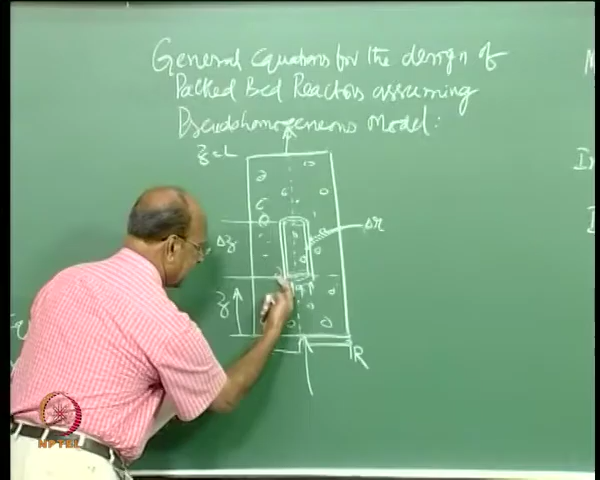 General Equations for the design of
Packed Bed Reactors assuming
Pseudohomogeneous Model:
z=L
Δr
Δz
z
R
NPTEL